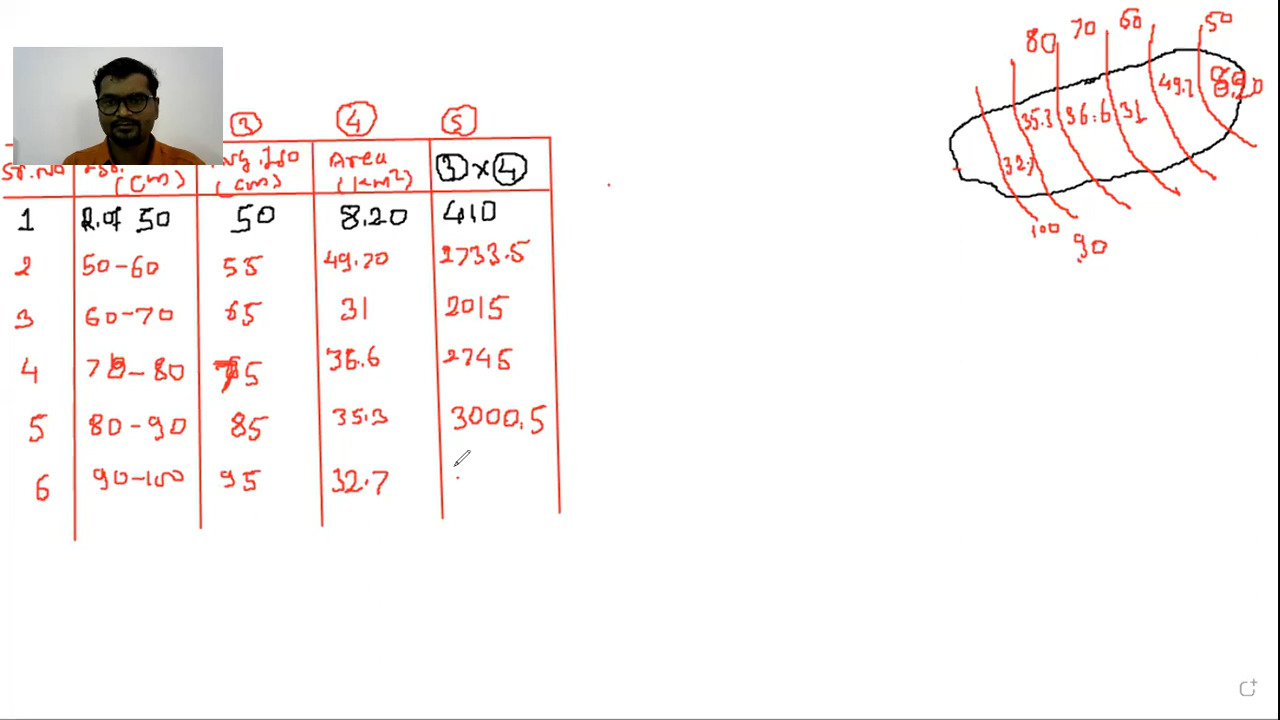 80 70 60 50
③ ④ ⑤
35.3 36.6 31 49.7 8.20
Sr.No Avg.Iso Area ③ x ④
(cm) (cm) (km²)
32.7
1 50 50 8.20 410
100 90
2 50-60 55 49.70 2733.5
3 60-70 65 31 2015
4 70-80 75 36.6 2745
5 80-90 85 35.3 3000.5
6 90-100 95 32.7